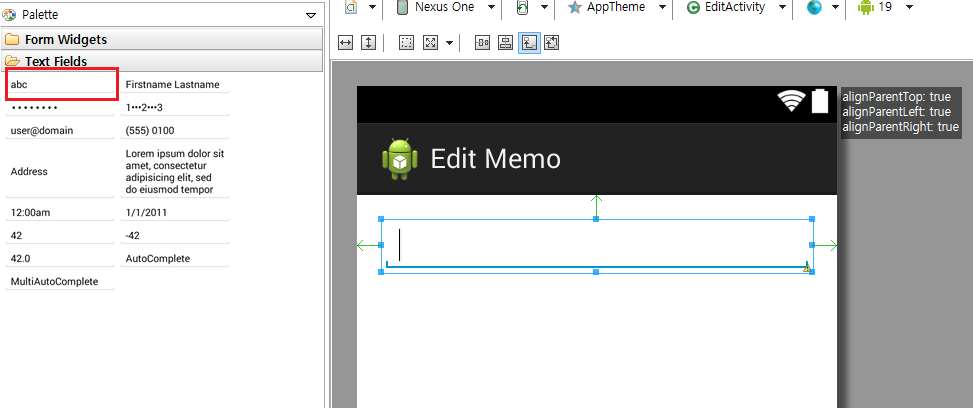 Palette
Form Widgets
Text Fields
abc
Firstname Lastname
••••••••
1•••2•••3
user@domain
(555) 0100
Address
Lorem ipsum dolor sit
amet, consectetur
adipisicing elit, sed
do eiusmod tempor
12:00am
1/1/2011
42
-42
42.0
AutoComplete
MultiAutoComplete
Nexus One
AppTheme
EditActivity
19
alignParentTop: true
alignParentLeft: true
alignParentRight: true
Edit Memo